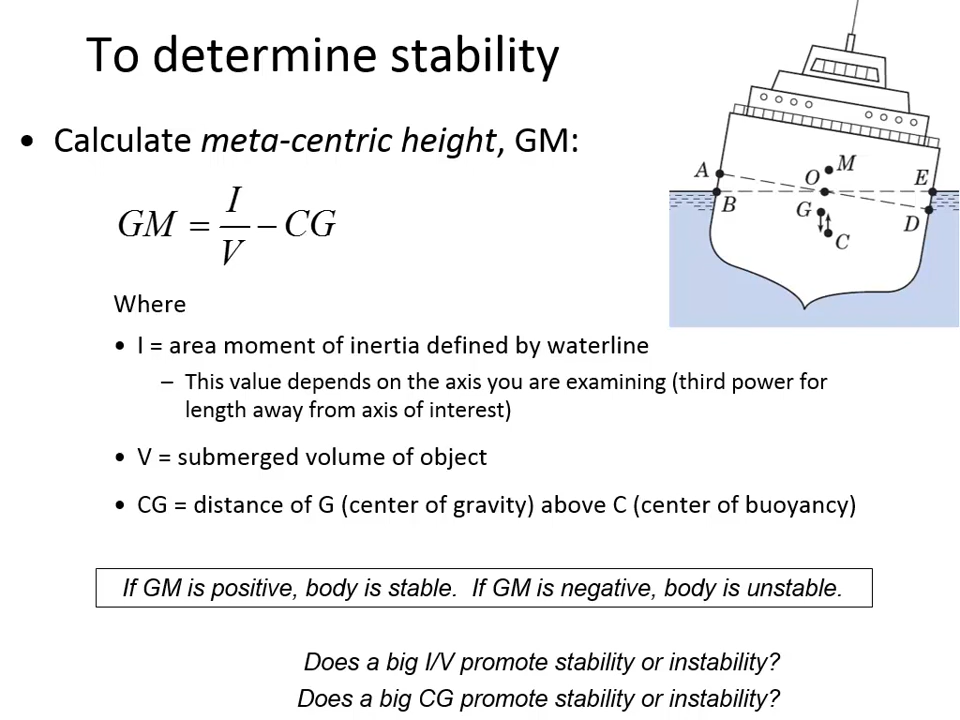 To determine stability
• Calculate meta-centric height, GM:
GM = I/V − CG
Where
• I = area moment of inertia defined by waterline
– This value depends on the axis you are examining (third power for
length away from axis of interest)
• V = submerged volume of object
• CG = distance of G (center of gravity) above C (center of buoyancy)
If GM is positive, body is stable. If GM is negative, body is unstable.
Does a big I/V promote stability or instability?
Does a big CG promote stability or instability?
A
B
O
M
G
C
E
D